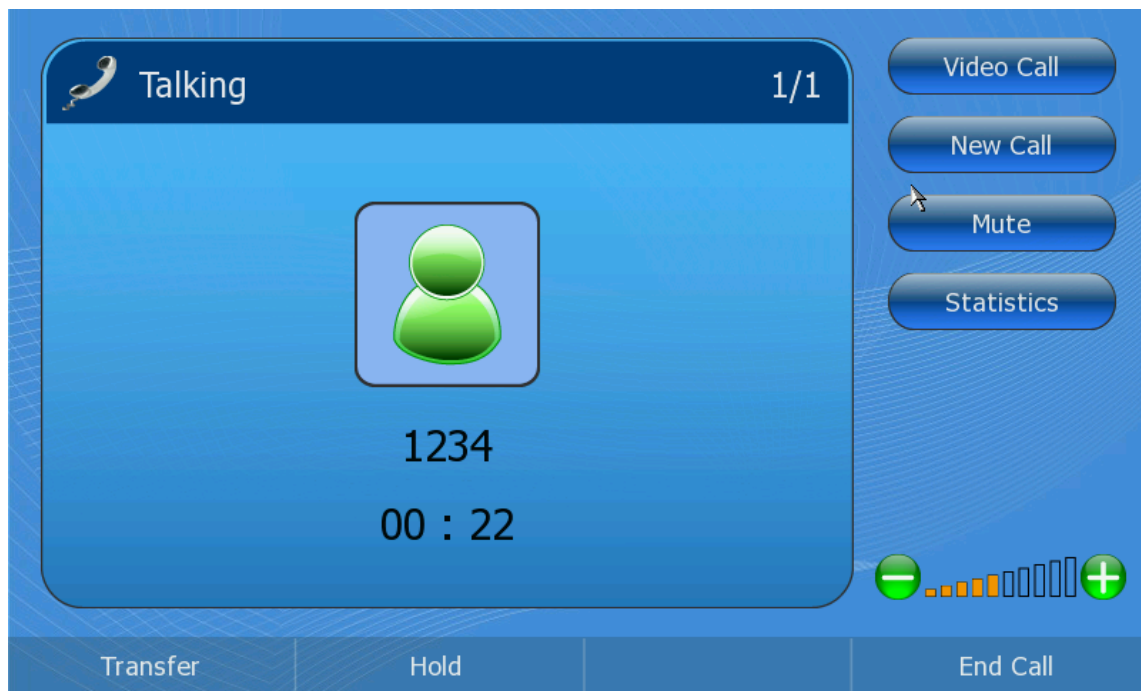 Talking 1/1
1234
00 : 22
Video Call
New Call
Mute
Statistics
Transfer Hold End Call